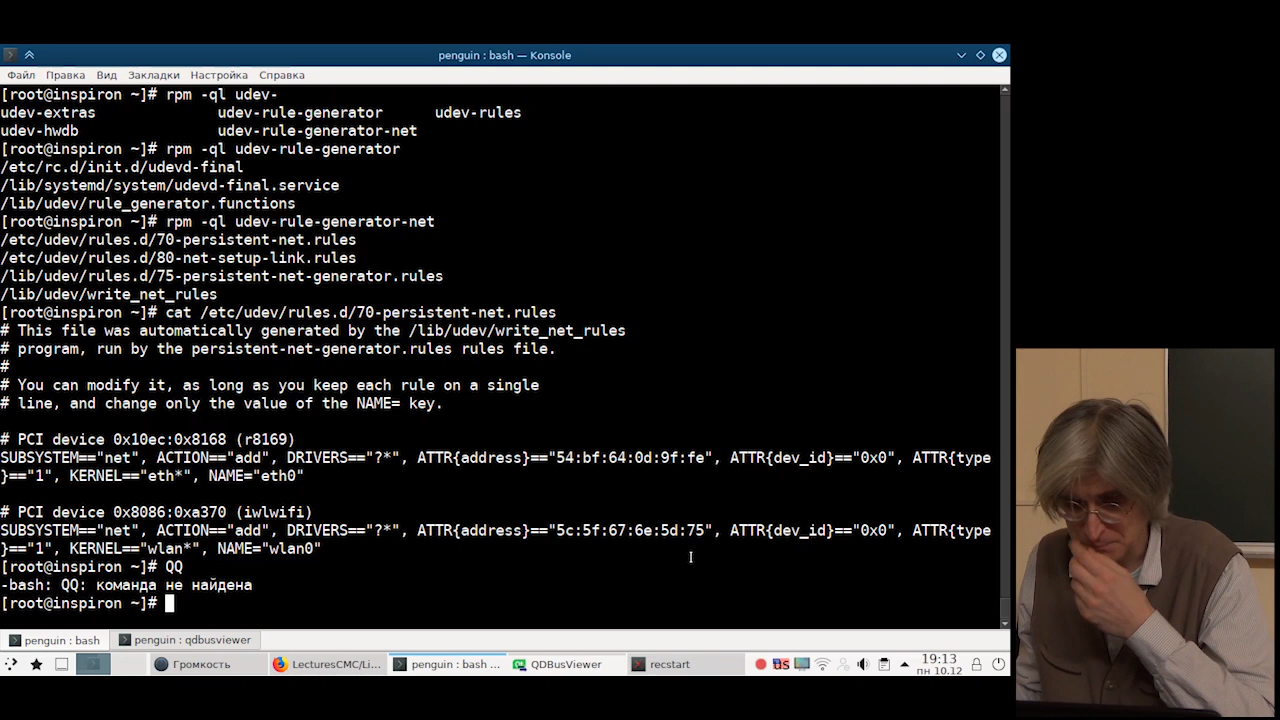 penguin : bash — Konsole
Файл Правка Вид Закладки Настройка Справка
[root@inspiron ~]# rpm -ql udev-
udev-extras udev-rule-generator udev-rules
udev-hwdb udev-rule-generator-net
[root@inspiron ~]# rpm -ql udev-rule-generator
/etc/rc.d/init.d/udevd-final
/lib/systemd/system/udevd-final.service
/lib/udev/rule_generator.functions
[root@inspiron ~]# rpm -ql udev-rule-generator-net
/etc/udev/rules.d/70-persistent-net.rules
/etc/udev/rules.d/80-net-setup-link.rules
/lib/udev/rules.d/75-persistent-net-generator.rules
/lib/udev/write_net_rules
[root@inspiron ~]# cat /etc/udev/rules.d/70-persistent-net.rules
# This file was automatically generated by the /lib/udev/write_net_rules
# program, run by the persistent-net-generator.rules rules file.
#
# You can modify it, as long as you keep each rule on a single
# line, and change only the value of the NAME= key.
# PCI device 0x10ec:0x8168 (r8169)
SUBSYSTEM=="net", ACTION=="add", DRIVERS=="?*", ATTR{address}=="54:bf:64:0d:9f:fe", ATTR{dev_id}=="0x0", ATTR{type
}=="1", KERNEL=="eth*", NAME="eth0"
# PCI device 0x8086:0xa370 (iwlwifi)
SUBSYSTEM=="net", ACTION=="add", DRIVERS=="?*", ATTR{address}=="5c:5f:67:6e:5d:75", ATTR{dev_id}=="0x0", ATTR{type
}=="1", KERNEL=="wlan*", NAME="wlan0"
[root@inspiron ~]# QQ
-bash: QQ: команда не найдена
[root@inspiron ~]#
penguin : bash penguin : qdbusviewer
Громкость LecturesCMC/Li... penguin : bash ... QDBusViewer recstart US 19:13
пн 10.12